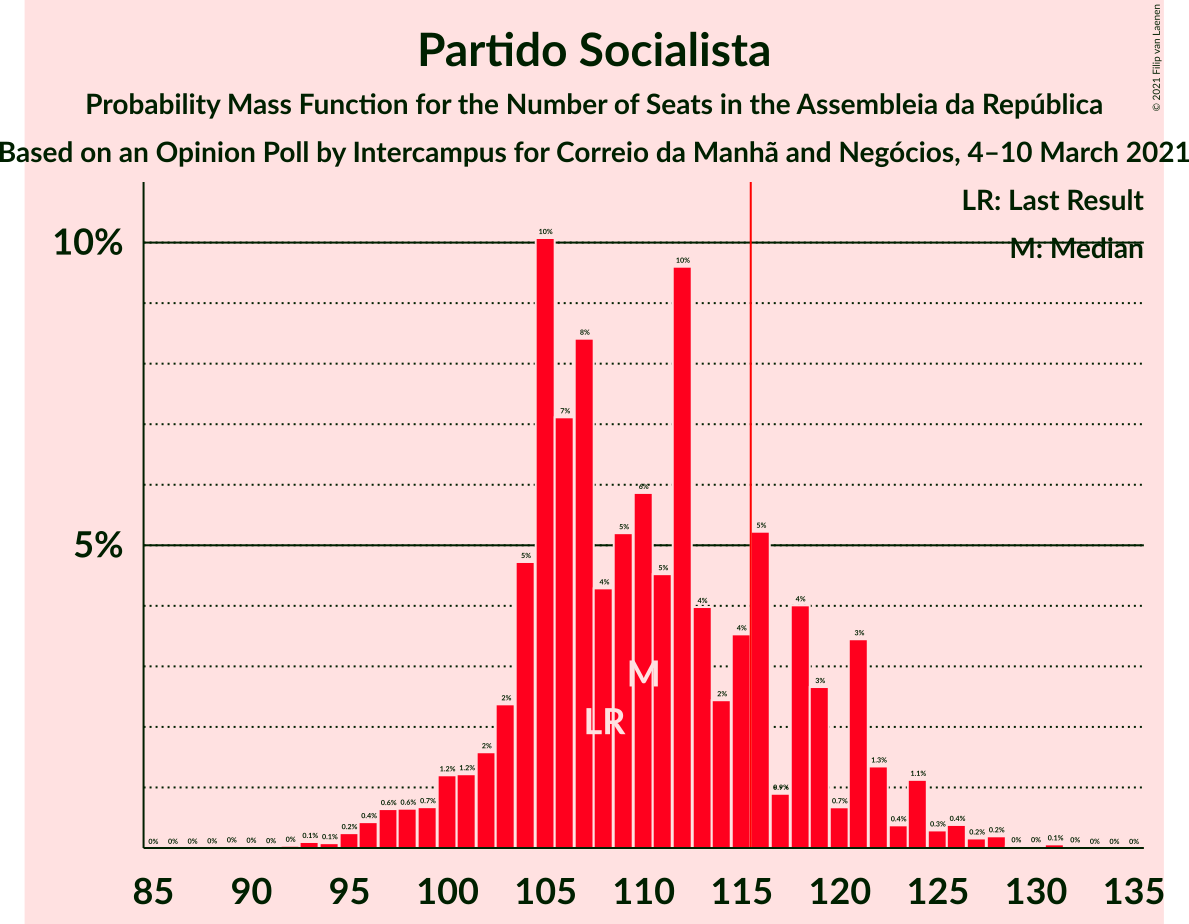 Partido Socialista
Probability Mass Function for the Number of Seats in the Assembleia da República
Based on an Opinion Poll by Intercampus for Correio da Manhã and Negócios, 4–10 March 2021
© 2021 Filip van Laenen
LR: Last Result
M: Median
10%
5%
0% 0% 0% 0% 0% 0% 0% 0% 0.1% 0.1% 0.2% 0.4% 0.6% 0.6% 0.7% 1.2% 1.2% 2% 2% 5% 10% 7% 8% 4% 5% 6% 5% 10% 4% 2% 4% 5% 0.9% 4% 3% 0.7% 3% 1.3% 0.4% 1.1% 0.3% 0.4% 0.2% 0.2% 0% 0% 0.1% 0% 0% 0% 0%
M
LR
85 90 95 100 105 110 115 120 125 130 135